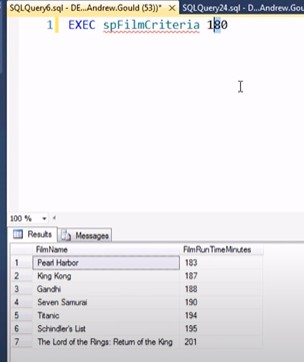 SQLQuery6.sql - DE...Andrew.Gould (53))* × SQLQuery24.sql - D...Andrew.Gou
1 EXEC spFilmCriteria 180
100 %
Results Messages
FilmName FilmRunTimeMinutes
1 Pearl Harbor 183
2 King Kong 187
3 Gandhi 188
4 Seven Samurai 190
5 Titanic 194
6 Schindler's List 195
7 The Lord of the Rings: Return of the King 201